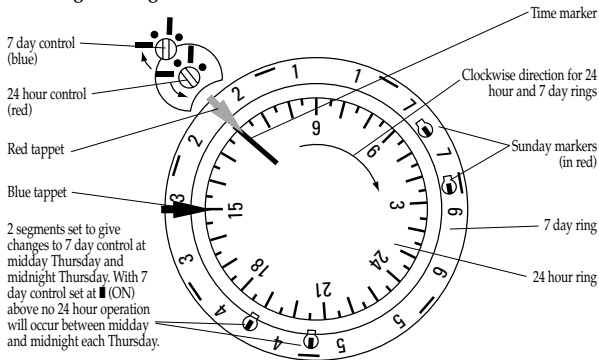 Time marker
7 day control
(blue)
24 hour control
(red)
Clockwise direction for 24
hour and 7 day rings
Red tappet
Sunday markers
(in red)
Blue tappet
7 day ring
24 hour ring
2 segments set to give
changes to 7 day control at
midday Thursday and
midnight Thursday. With 7
day control set at (ON)
above no 24 hour operation
will occur between midday
and midnight each Thursday.
1
1
7
7
6
6
5
5
4
4
3
3
2
2
9
6
3
24
21
18
15